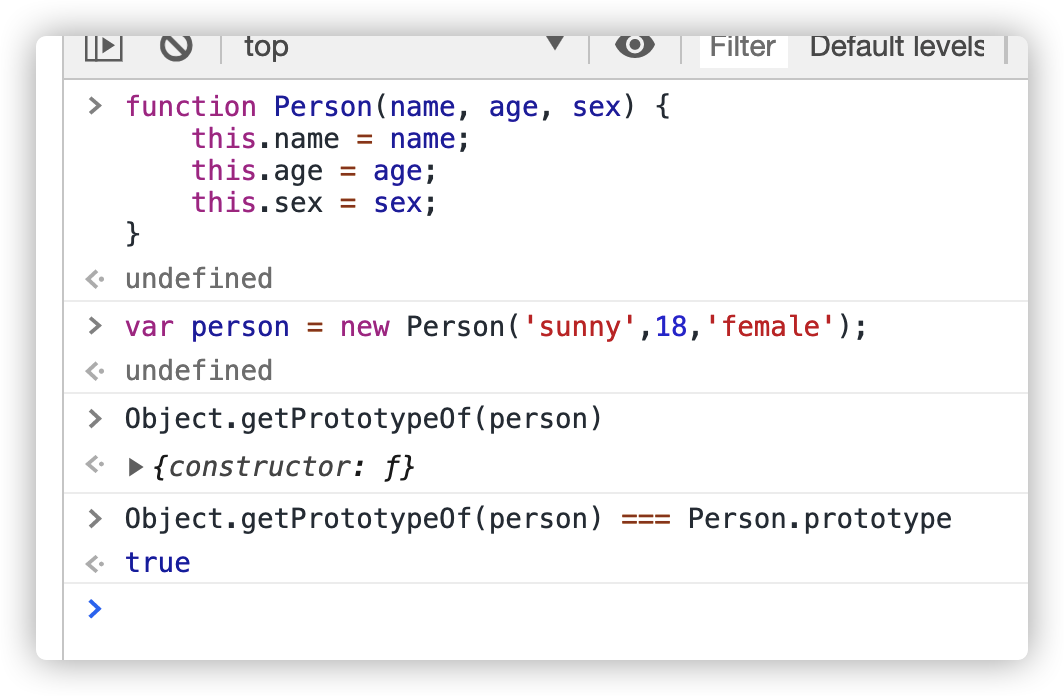 top Filter Default levels
> function Person(name, age, sex) {
    this.name = name;
    this.age = age;
    this.sex = sex;
}
undefined
> var person = new Person('sunny',18,'female');
undefined
> Object.getPrototypeOf(person)
{constructor: ƒ}
> Object.getPrototypeOf(person) === Person.prototype
true
>